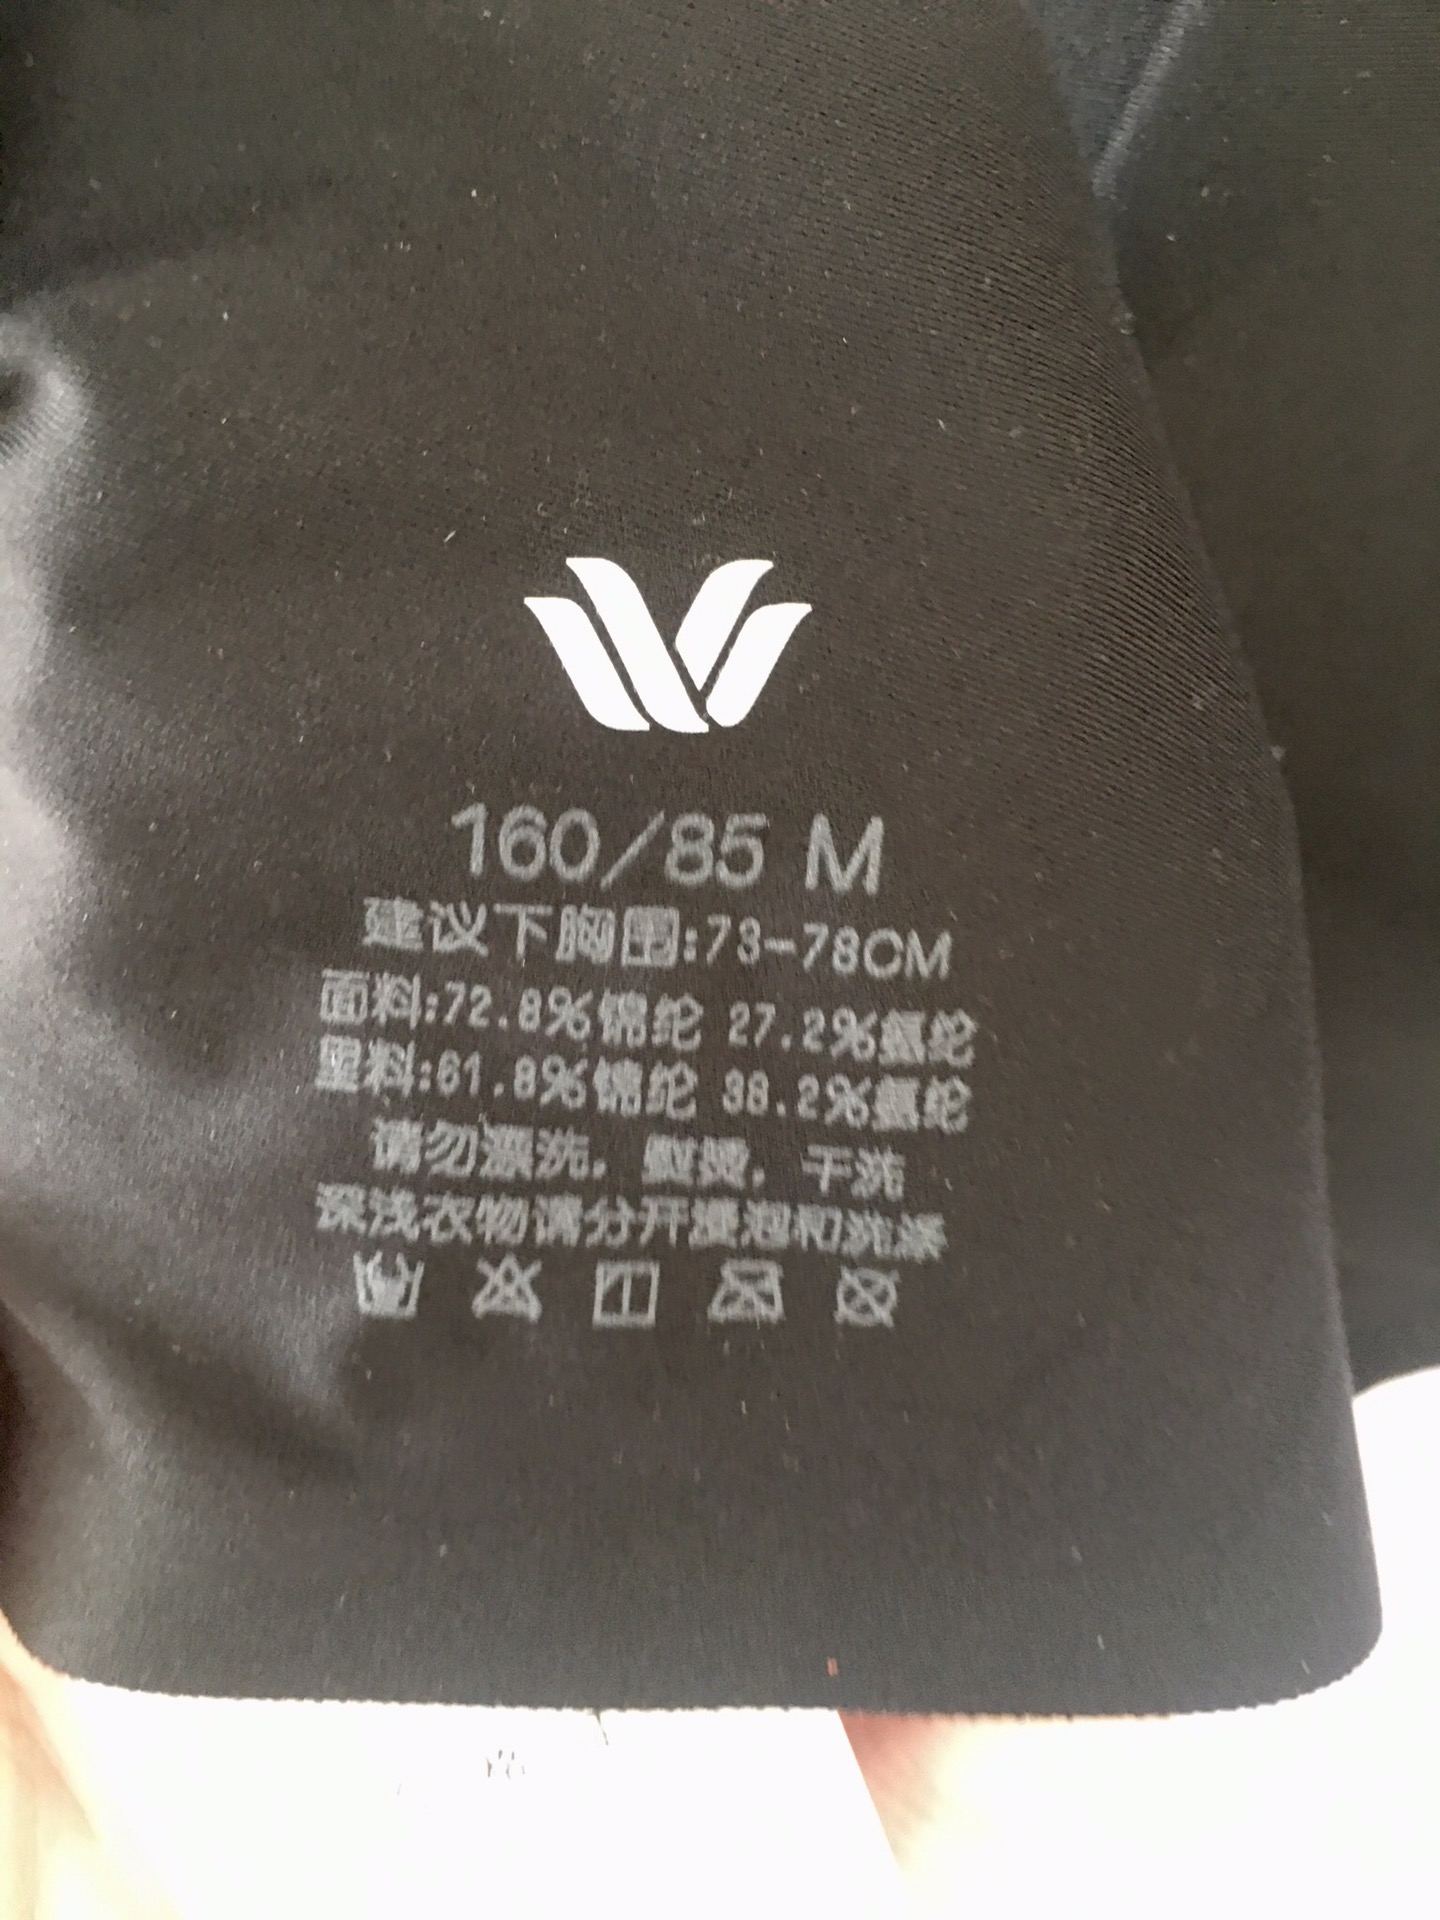 160/85 M
建议下胸围:73-78CM
面料:72.8%锦纶 27.2%氨纶
里料:61.8%锦纶 38.2%氨纶
请勿漂洗，熨烫，干洗
深浅衣物请分开浸泡和洗涤